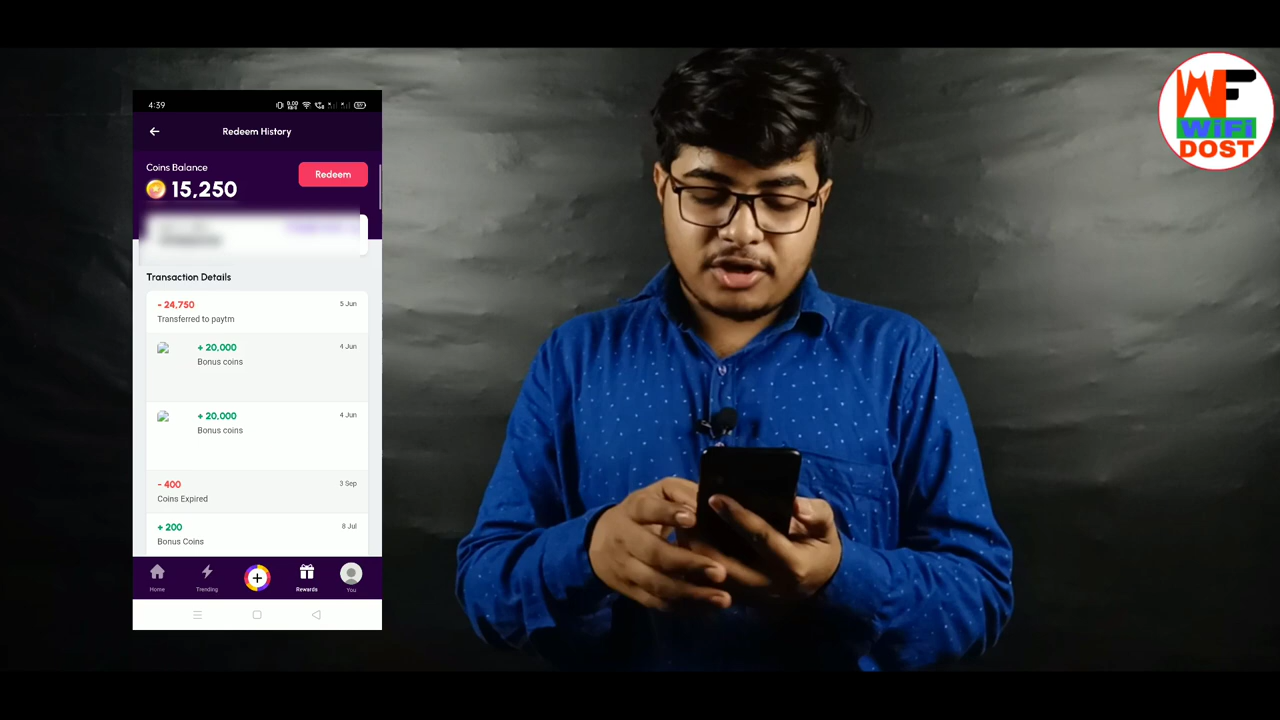 4:39
Redeem History
Coins Balance
15,250
Redeem
Transaction Details
- 24,750
5 Jun
Transferred to paytm
+ 20,000
4 Jun
Bonus coins
+ 20,000
4 Jun
Bonus coins
- 400
3 Sep
Coins Expired
+ 200
8 Jul
Bonus Coins
Home
Trending
Rewards
You
WF
WiFi
DOST